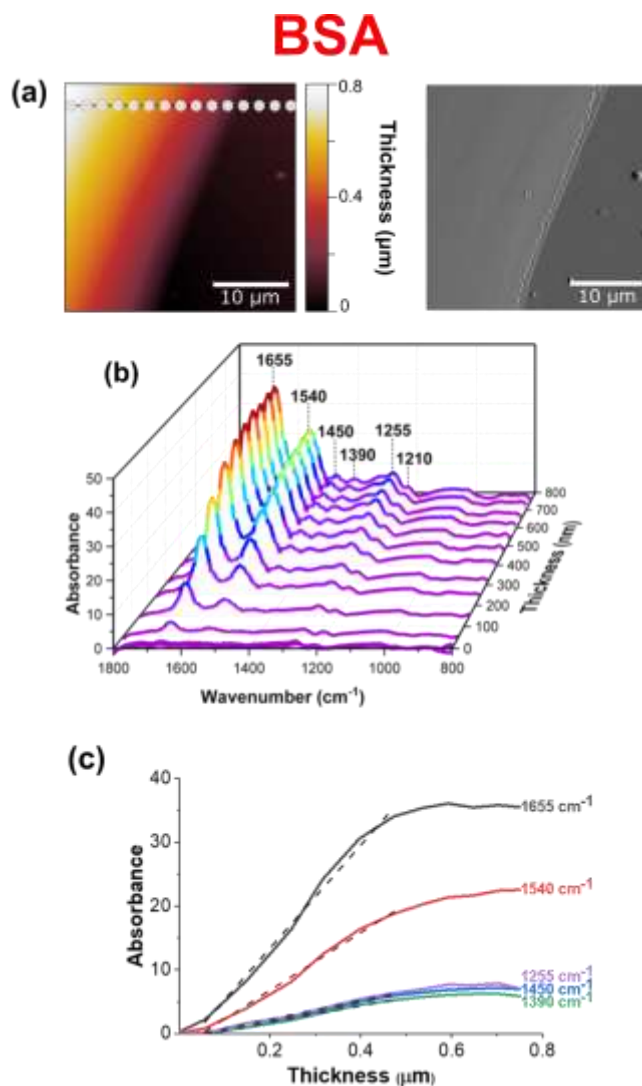 BSA
(a)
0.8
0.4
0
Thickness (µm)
10 µm
10 µm
(b)
1655
1540
1450
1390
1255
1210
50
40
30
20
10
0
Absorbance
1800 1600 1400 1200 1000 800
Wavenumber (cm⁻¹)
800
700
600
500
400
300
200
100
0
Thickness (nm)
(c)
40
30
20
10
0
Absorbance
1655 cm⁻¹
1540 cm⁻¹
1255 cm⁻¹
1450 cm⁻¹
1390 cm⁻¹
0.2 0.4 0.6 0.8
Thickness (µm)